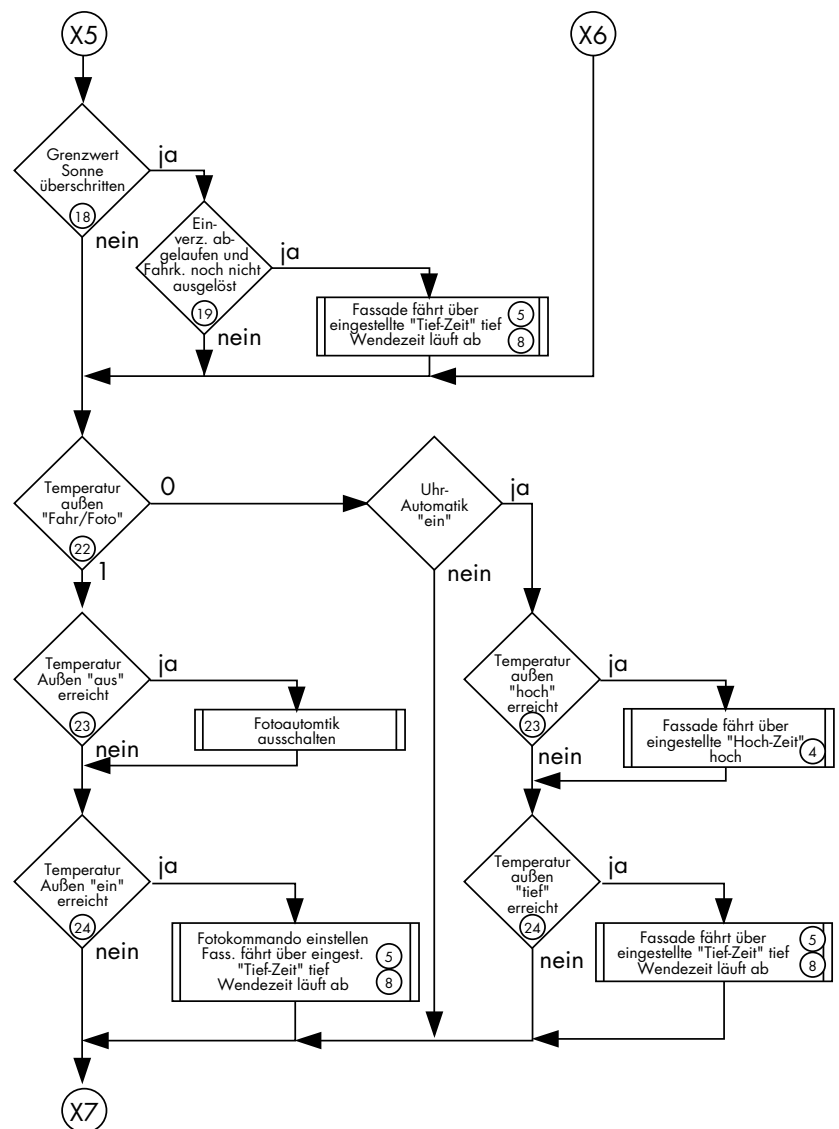 X5
X6
Grenzwert
Sonne
überschritten
18
ja
nein
Ein-
verz. ab-
gelaufen und
Fahrk. noch nicht
ausgelöst
19
ja
nein
Fassade fährt über
eingestellte "Tief-Zeit" tief
Wendezeit läuft ab
5
8
Temperatur
außen
"Fahr/Foto"
22
0
1
Uhr-
Automatik
"ein"
ja
nein
Temperatur
Außen "aus"
erreicht
23
ja
nein
Fotoautomtik
ausschalten
Temperatur
außen
"hoch"
erreicht
23
ja
nein
Fassade fährt über
eingestellte "Hoch-Zeit"
hoch
4
Temperatur
Außen "ein"
erreicht
24
ja
nein
Fotokommando einstellen
Fass. fährt über eingest.
"Tief-Zeit" tief
Wendezeit läuft ab
5
8
Temperatur
außen
"tief"
erreicht
24
ja
nein
Fassade fährt über
eingestellte "Tief-Zeit" tief
Wendezeit läuft ab
5
8
X7